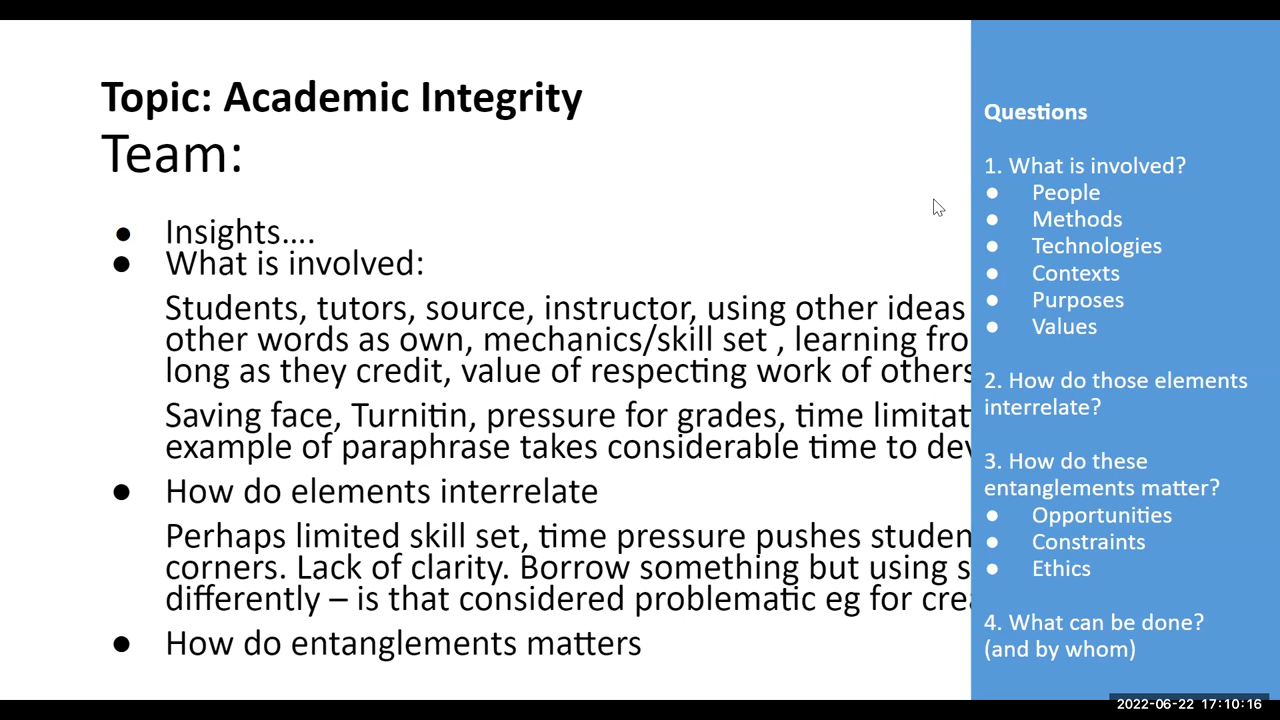 Topic: Academic Integrity
Team:
● Insights….
● What is involved:
Students, tutors, source, instructor, using other ideas
other words as own, mechanics/skill set , learning fro
long as they credit, value of respecting work of others
Saving face, Turnitin, pressure for grades, time limitat
example of paraphrase takes considerable time to dev
● How do elements interrelate
Perhaps limited skill set, time pressure pushes studen
corners. Lack of clarity. Borrow something but using s
differently – is that considered problematic eg for crea
● How do entanglements matters
Questions
1. What is involved?
● People
● Methods
● Technologies
● Contexts
● Purposes
● Values
2. How do those elements
interrelate?
3. How do these
entanglements matter?
● Opportunities
● Constraints
● Ethics
4. What can be done?
(and by whom)
2022-06-22 17:10:16